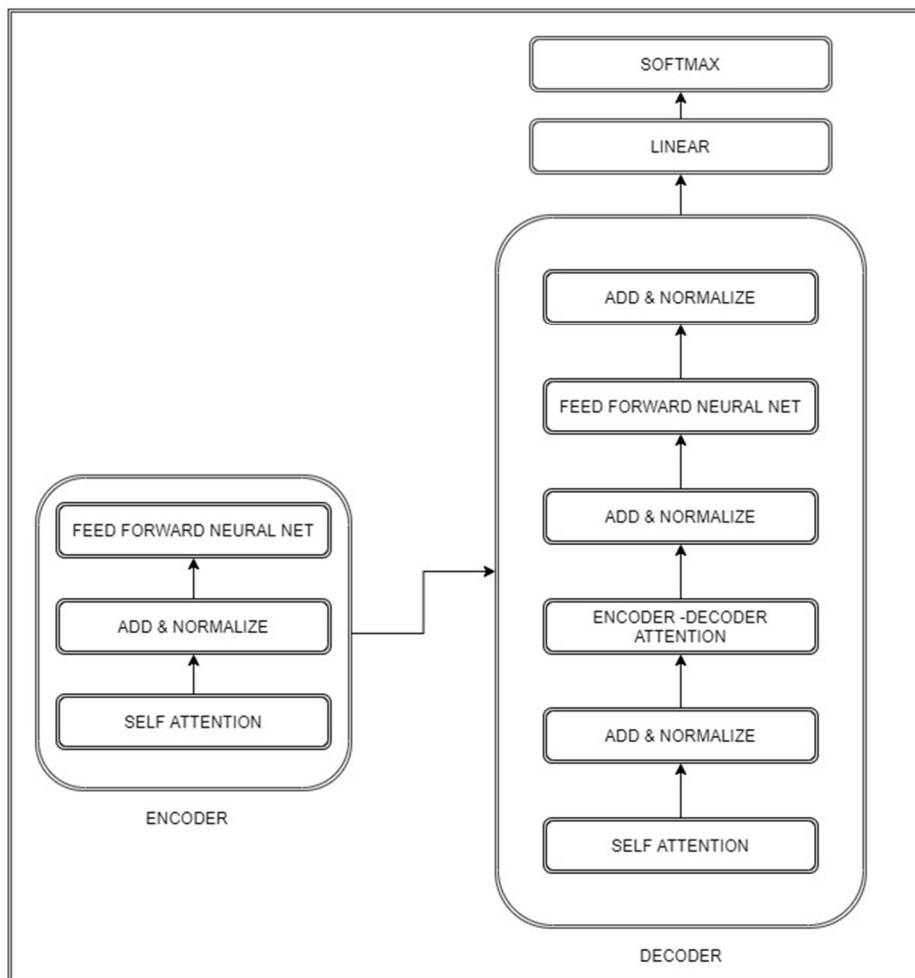 SOFTMAX
LINEAR
ADD & NORMALIZE
FEED FORWARD NEURAL NET
ADD & NORMALIZE
ENCODER -DECODER
ATTENTION
ADD & NORMALIZE
SELF ATTENTION
DECODER
FEED FORWARD NEURAL NET
ADD & NORMALIZE
SELF ATTENTION
ENCODER